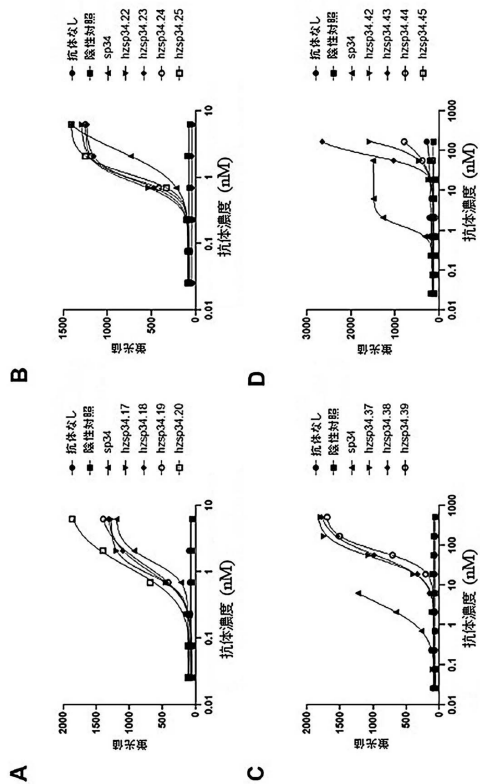 A
2000
1500
1000
500
0
蛍光値
0.01
0.1
1
10
抗体濃度 (nM)
抗体なし
陰性対照
sp34
hzsp34.17
hzsp34.18
hzsp34.19
hzsp34.20
B
1500
1000
500
0
蛍光値
0.01
0.1
1
10
抗体濃度 (nM)
抗体なし
陰性対照
sp34
hzsp34.22
hzsp34.23
hzsp34.24
hzsp34.25
C
2000
1500
1000
500
0
蛍光値
0.01
0.1
1
10
100
1000
抗体濃度 (nM)
抗体なし
陰性対照
sp34
hzsp34.37
hzsp34.38
hzsp34.39
D
3000
2000
1000
0
蛍光値
0.01
0.1
1
10
100
1000
抗体濃度 (nM)
抗体なし
陰性対照
sp34
hzsp34.42
hzsp34.43
hzsp34.44
hzsp34.45